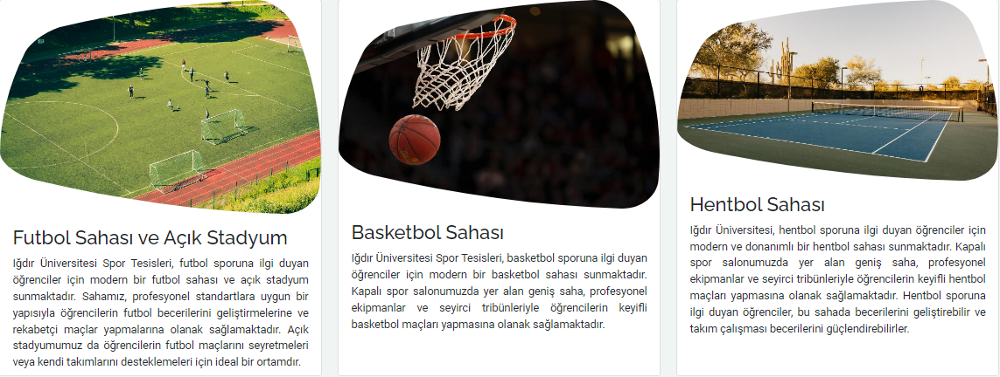 Futbol Sahası ve Açık Stadyum
Iğdır Üniversitesi Spor Tesisleri, futbol sporuna ilgi duyan
öğrenciler için modern bir futbol sahası ve açık stadyum
sunmaktadır. Sahamız, profesyonel standartlara uygun bir
yapısıyla öğrencilerin futbol becerilerini geliştirmelerine ve
rekabetçi maçlar yapmalarına olanak sağlamaktadır. Açık
stadyumumuz da öğrencilerin futbol maçlarını seyretmeleri
veya kendi takımlarını desteklemeleri için ideal bir ortamdır.
Basketbol Sahası
Iğdır Üniversitesi Spor Tesisleri, basketbol sporuna ilgi duyan
öğrenciler için modern bir basketbol sahası sunmaktadır.
Kapalı spor salonumuzda yer alan geniş saha, profesyonel
ekipmanlar ve seyirci tribünleriyle öğrencilerin keyifli
basketbol maçları yapmasına olanak sağlamaktadır.
Hentbol Sahası
Iğdır Üniversitesi, hentbol sporuna ilgi duyan öğrenciler için
modern ve donanımlı bir hentbol sahası sunmaktadır. Kapalı
spor salonumuzda yer alan geniş saha, profesyonel
ekipmanlar ve seyirci tribünleriyle öğrencilerin keyifli hentbol
maçları yapmasına olanak sağlamaktadır. Hentbol sporuna
ilgi duyan öğrenciler, bu sahada becerilerini geliştirebilir ve
takım çalışması becerilerini güçlendirebilirler.